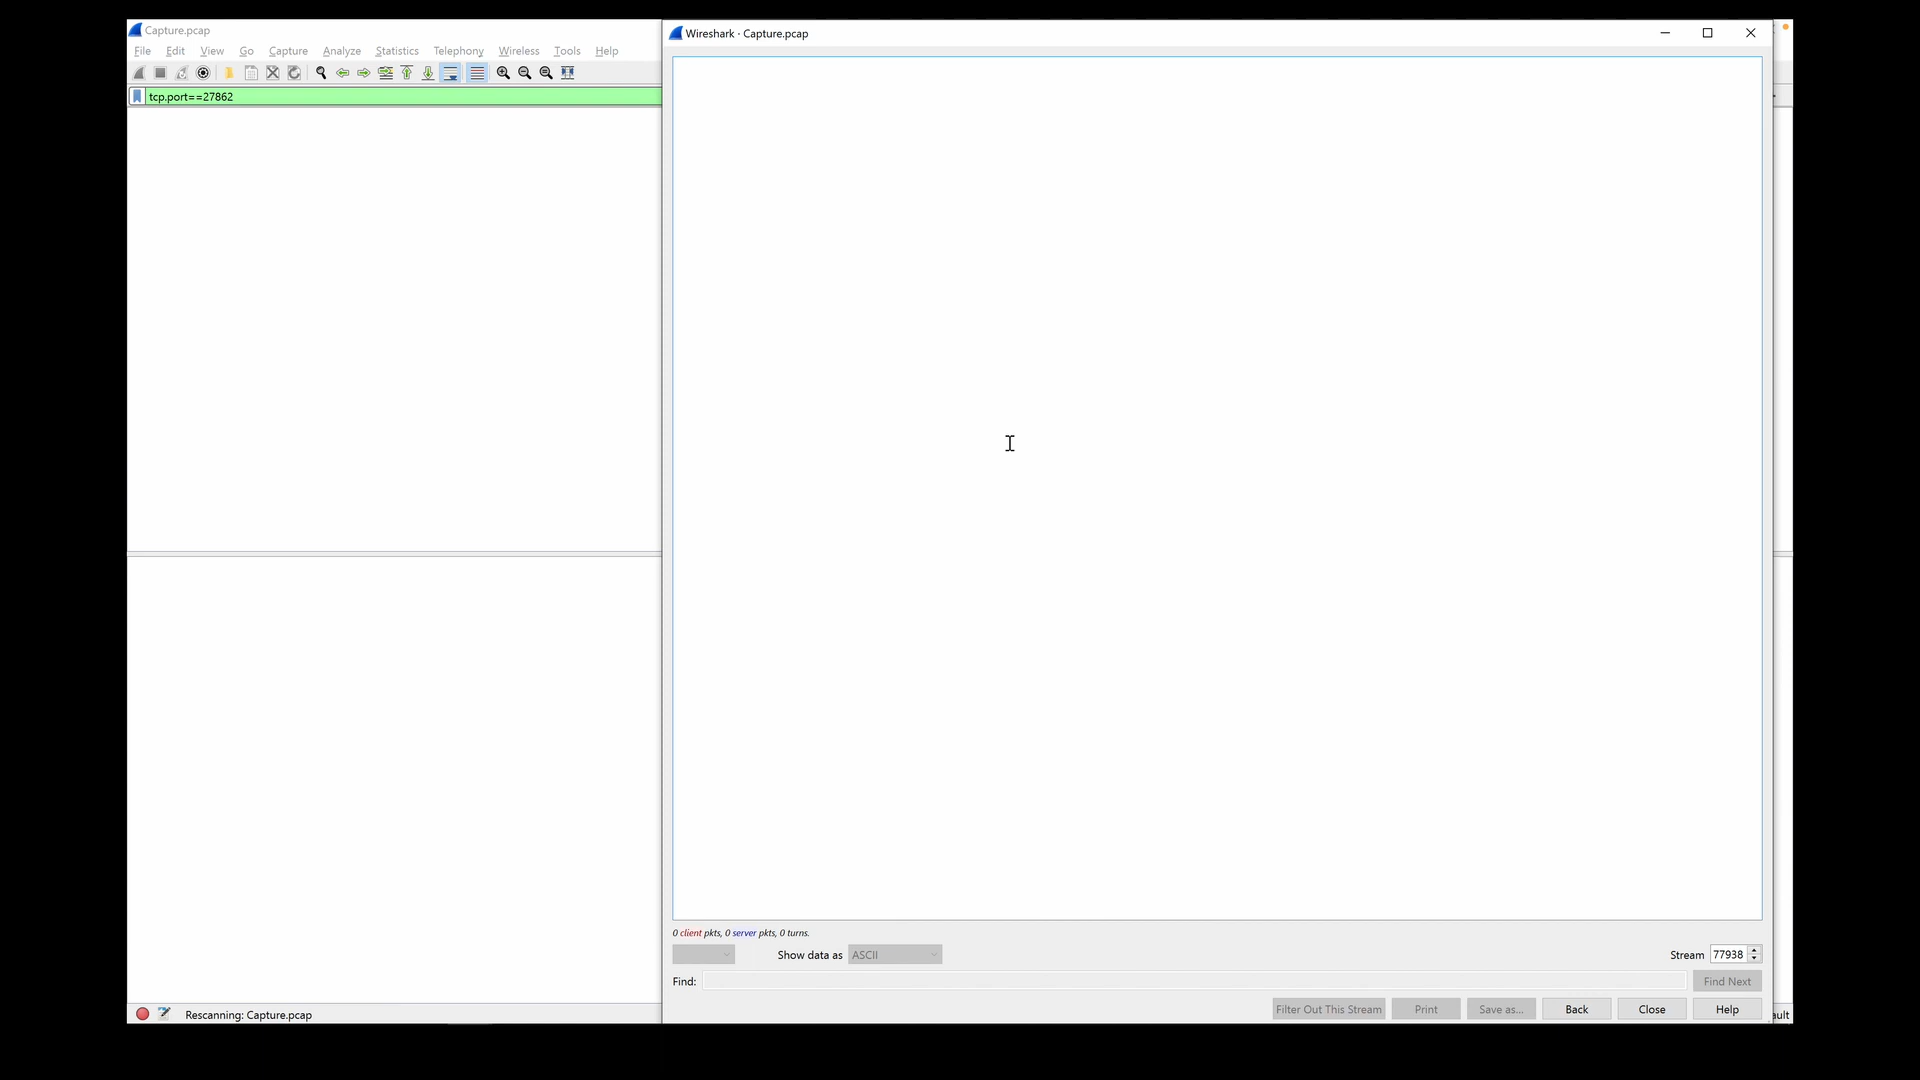 Capture.pcap
File Edit View Go Capture Analyze Statistics Telephony Wireless Tools Help
tcp.port==27862
Rescanning: Capture.pcap
Wireshark · Capture.pcap
0 client pkts, 0 server pkts, 0 turns.
Show data as ASCII Stream 77938
Find: Find Next
Filter Out This Stream Print Save as... Back Close Help
ault